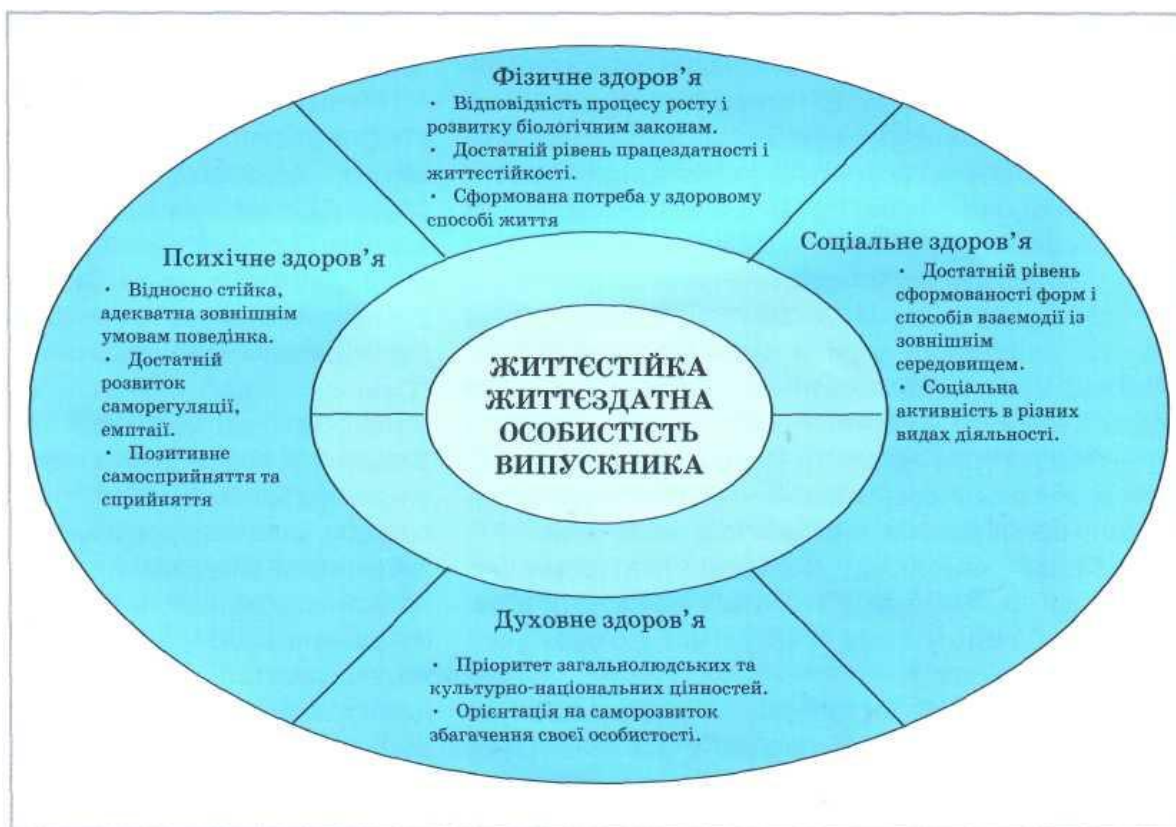 Фізичне здоров’я
· Відповідність процесу росту і
розвитку біологічним законам.
· Достатній рівень працездатності і
життєстійкості.
· Сформована потреба у здоровому
способі життя
Психічне здоров’я
· Відносно стійка,
адекватна зовнішнім
умовам поведінка.
· Достатній
розвиток
саморегуляції,
емптаії.
· Позитивне
самосприйняття та
сприйняття
ЖИТТЄСТІЙКА
ЖИТТЄЗДАТНА
ОСОБИСТІСТЬ
ВИПУСКНИКА
Соціальне здоров’я
· Достатній рівень
сформованості форм і
способів взаємодії із
зовнішнім
середовищем.
· Соціальна
активність в різних
видах діяльності.
Духовне здоров’я
· Пріоритет загальнолюдських та
культурно-національних цінностей.
· Орієнтація на саморозвиток
збагачення своєї особистості.